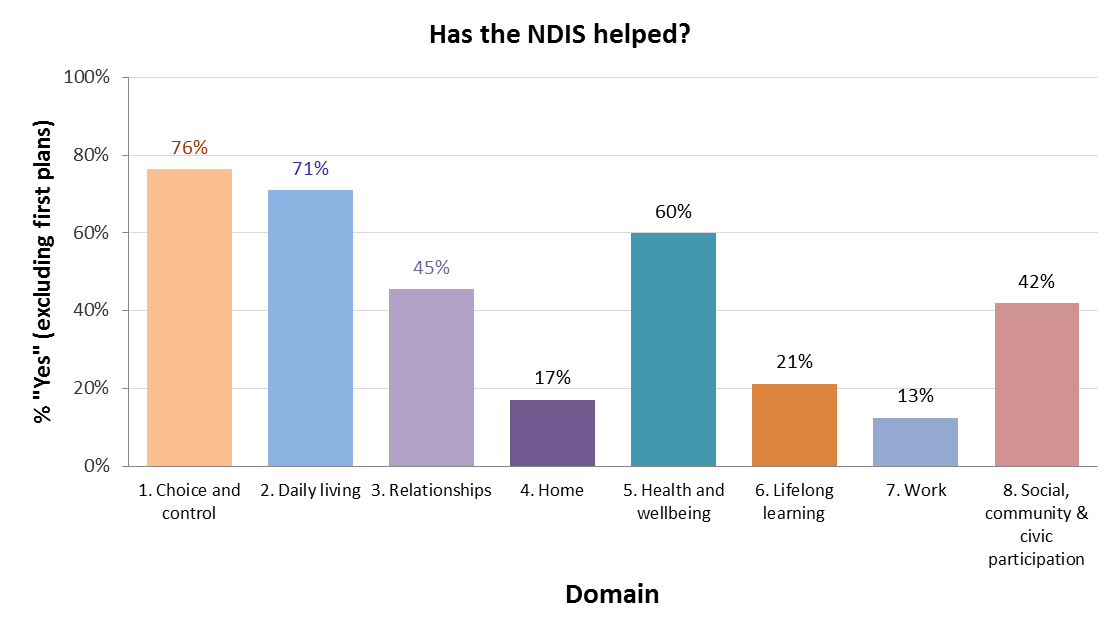 Has the NDIS helped?
% "Yes" (excluding first plans)
100%
80%
60%
40%
20%
0%
76%
71%
45%
17%
60%
21%
13%
42%
1. Choice and
control
2. Daily living
3. Relationships
4. Home
5. Health and
wellbeing
6. Lifelong
learning
7. Work
8. Social,
community &
civic
participation
Domain